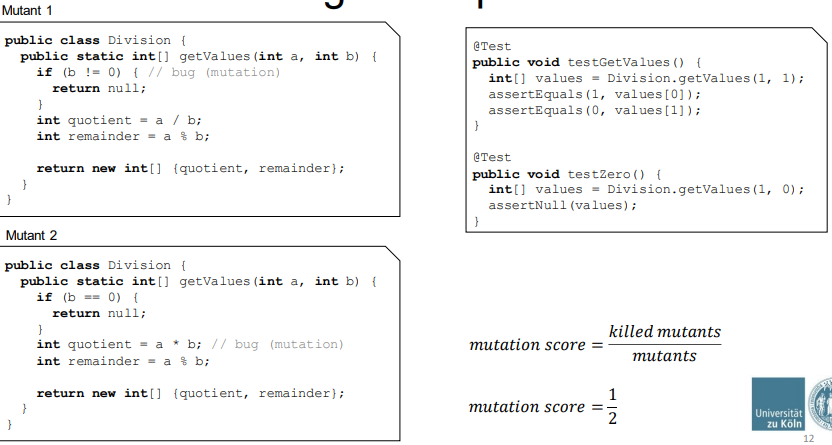 Mutant 1
public class Division {
public static int[] getValues(int a, int b) {
if (b != 0) { // bug (mutation)
return null;
}
int quotient = a / b;
int remainder = a % b;
return new int[] {quotient, remainder};
}
}
Mutant 2
public class Division {
public static int[] getValues(int a, int b) {
if (b == 0) {
return null;
}
int quotient = a * b; // bug (mutation)
int remainder = a % b;
return new int[] {quotient, remainder};
}
}
@Test
public void testGetValues() {
int[] values = Division.getValues(1, 1);
assertEquals(1, values[0]);
assertEquals(0, values[1]);
}
@Test
public void testZero() {
int[] values = Division.getValues(1, 0);
assertNull(values);
}
mutation score = killed mutants / mutants
mutation score = 1 / 2
Universität
zu Köln
12